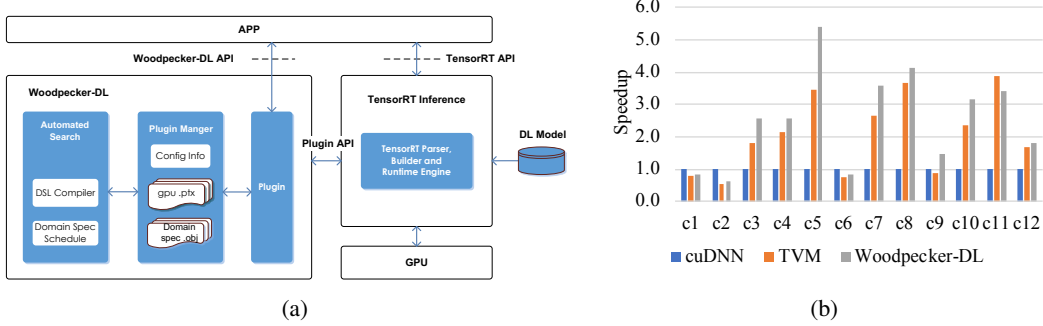 APP
Woodpecker-DL API
TensorRT API
Woodpecker-DL
Automated
Search
DSL Compiler
Domain Spec
Schedule
Plugin Manger
Config Info
gpu .ptx
Domain
spec .obj
Plugin
Plugin API
TensorRT Inference
TensorRT Parser,
Builder and
Runtime Engine
DL Model
GPU
(a)
Speedup
6.0
5.0
4.0
3.0
2.0
1.0
0.0
c1 c2 c3 c4 c5 c6 c7 c8 c9 c10 c11 c12
cuDNN TVM Woodpecker-DL
(b)